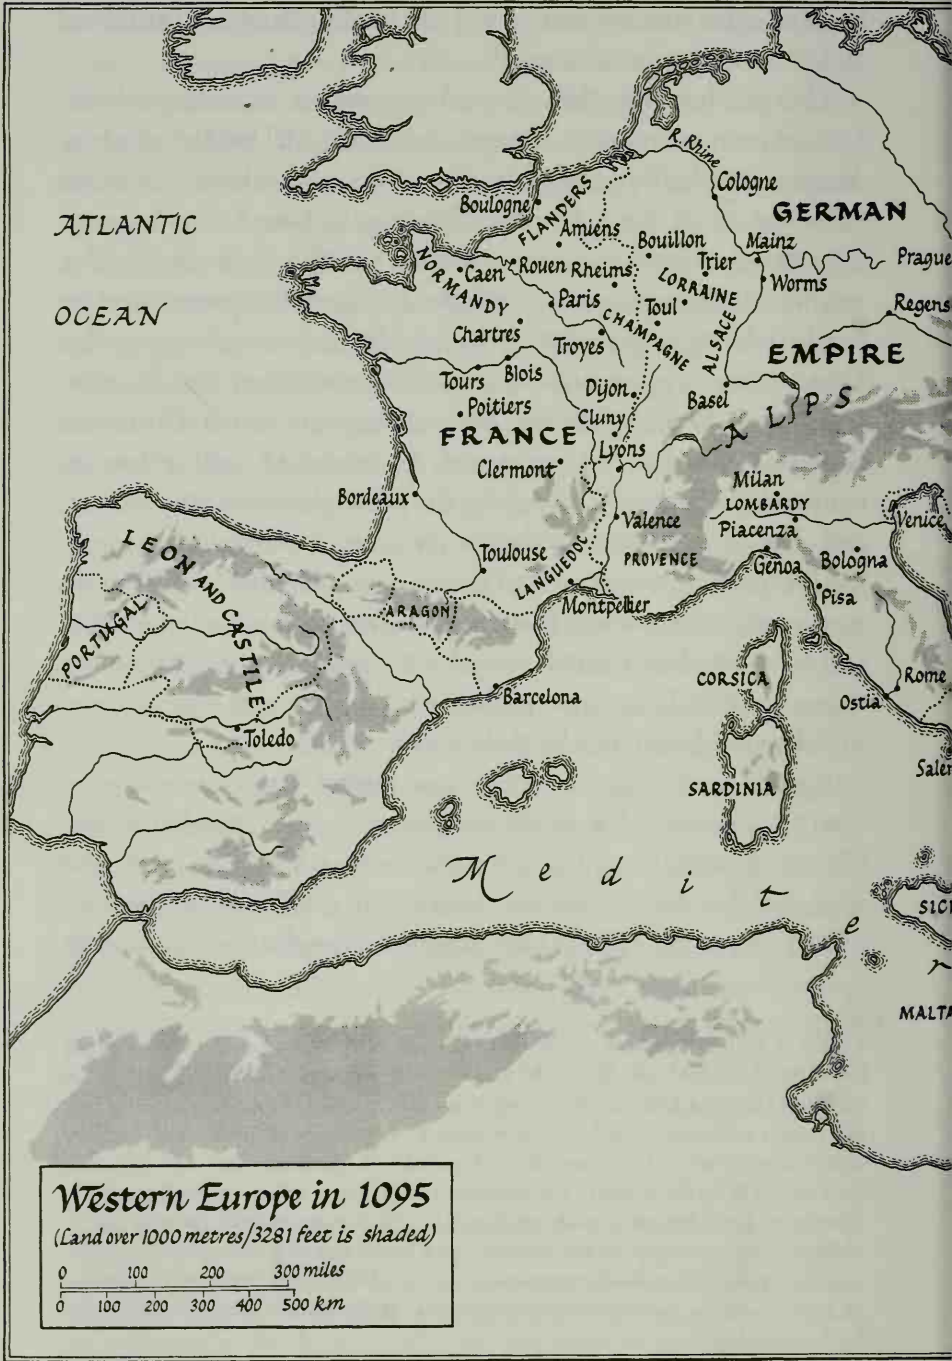 R. Rhine
Cologne
Boulogne
FLANDERS
ATLANTIC
GERMAN
Amiens
Bouillon
Mainz
NORMANDY
Trier
Prague
Caen
Rouen
Rheims
LORRAINE
Worms
OCEAN
Paris
Toul
Regens
Chartres
CHAMPAGNE
Troyes
ALSACE
EMPIRE
Tours
Blois
Dijon
Basel
ALPS
Poitiers
Cluny
FRANCE
Lyons
Clermont
Milan
Bordeaux
LOMBARDY
Valence
Piacenza
Venice
LEON AND CASTILE
Toulouse
LANGUEDOC
PROVENCE
Genoa
Bologna
ARAGON
Montpellier
Pisa
PORTUGAL
CORSICA
Rome
Barcelona
Ostia
Toledo
Saler
SARDINIA
Mediter
SICI
MALTA
Western Europe in 1095
(Land over 1000 metres/3281 feet is shaded)
0 100 200 300 miles
0 100 200 300 400 500 km